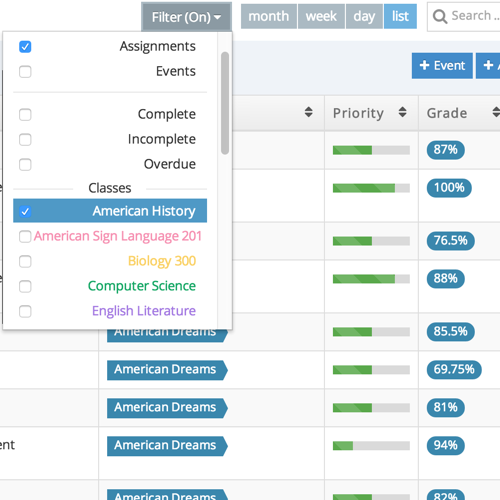 Filter (On)
month week day list
Search ..
Assignments
Events
+ Event
+
Complete
Incomplete
Overdue
Priority
Grade
Classes
American History
American Sign Language 201
Biology 300
Computer Science
English Literature
87%
100%
76.5%
88%
American Dreams 85.5%
American Dreams 69.75%
American Dreams 81%
ent American Dreams 94%
American Dreams 82%